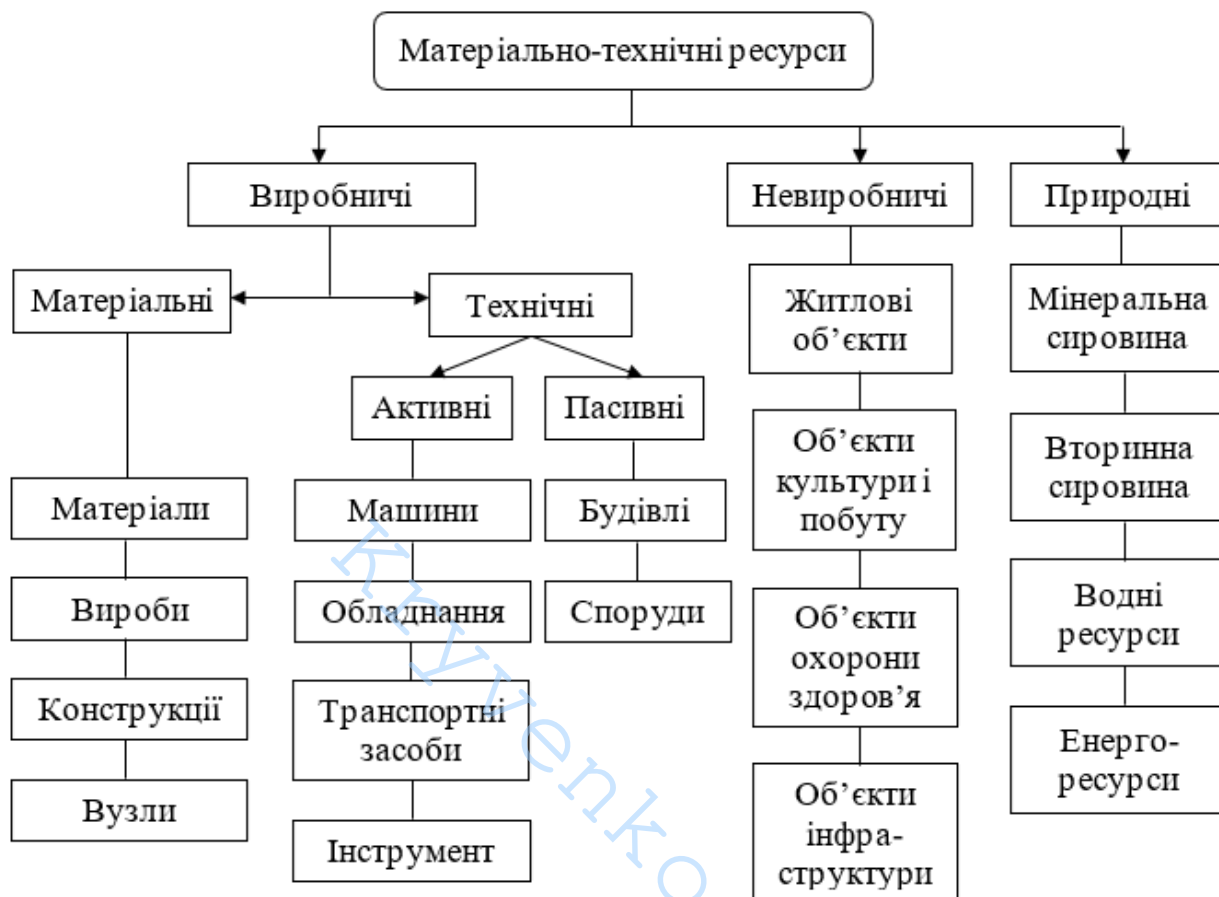 Матеріально-технічні ресурси
Виробничі
Невиробничі
Природні
Матеріальні
Технічні
Житлові
об’єкти
Мінеральна
сировина
Активні
Пасивні
Об’єкти
культури і
побуту
Вторинна
сировина
Матеріали
Машини
Будівлі
Вироби
Обладнання
Споруди
Об’єкти
охорони
здоров’я
Водні
ресурси
Конструкції
Транспортні
засоби
Енерго-
ресурси
Вузли
Об’єкти
інфра-
структури
Інструмент
Kryvenko